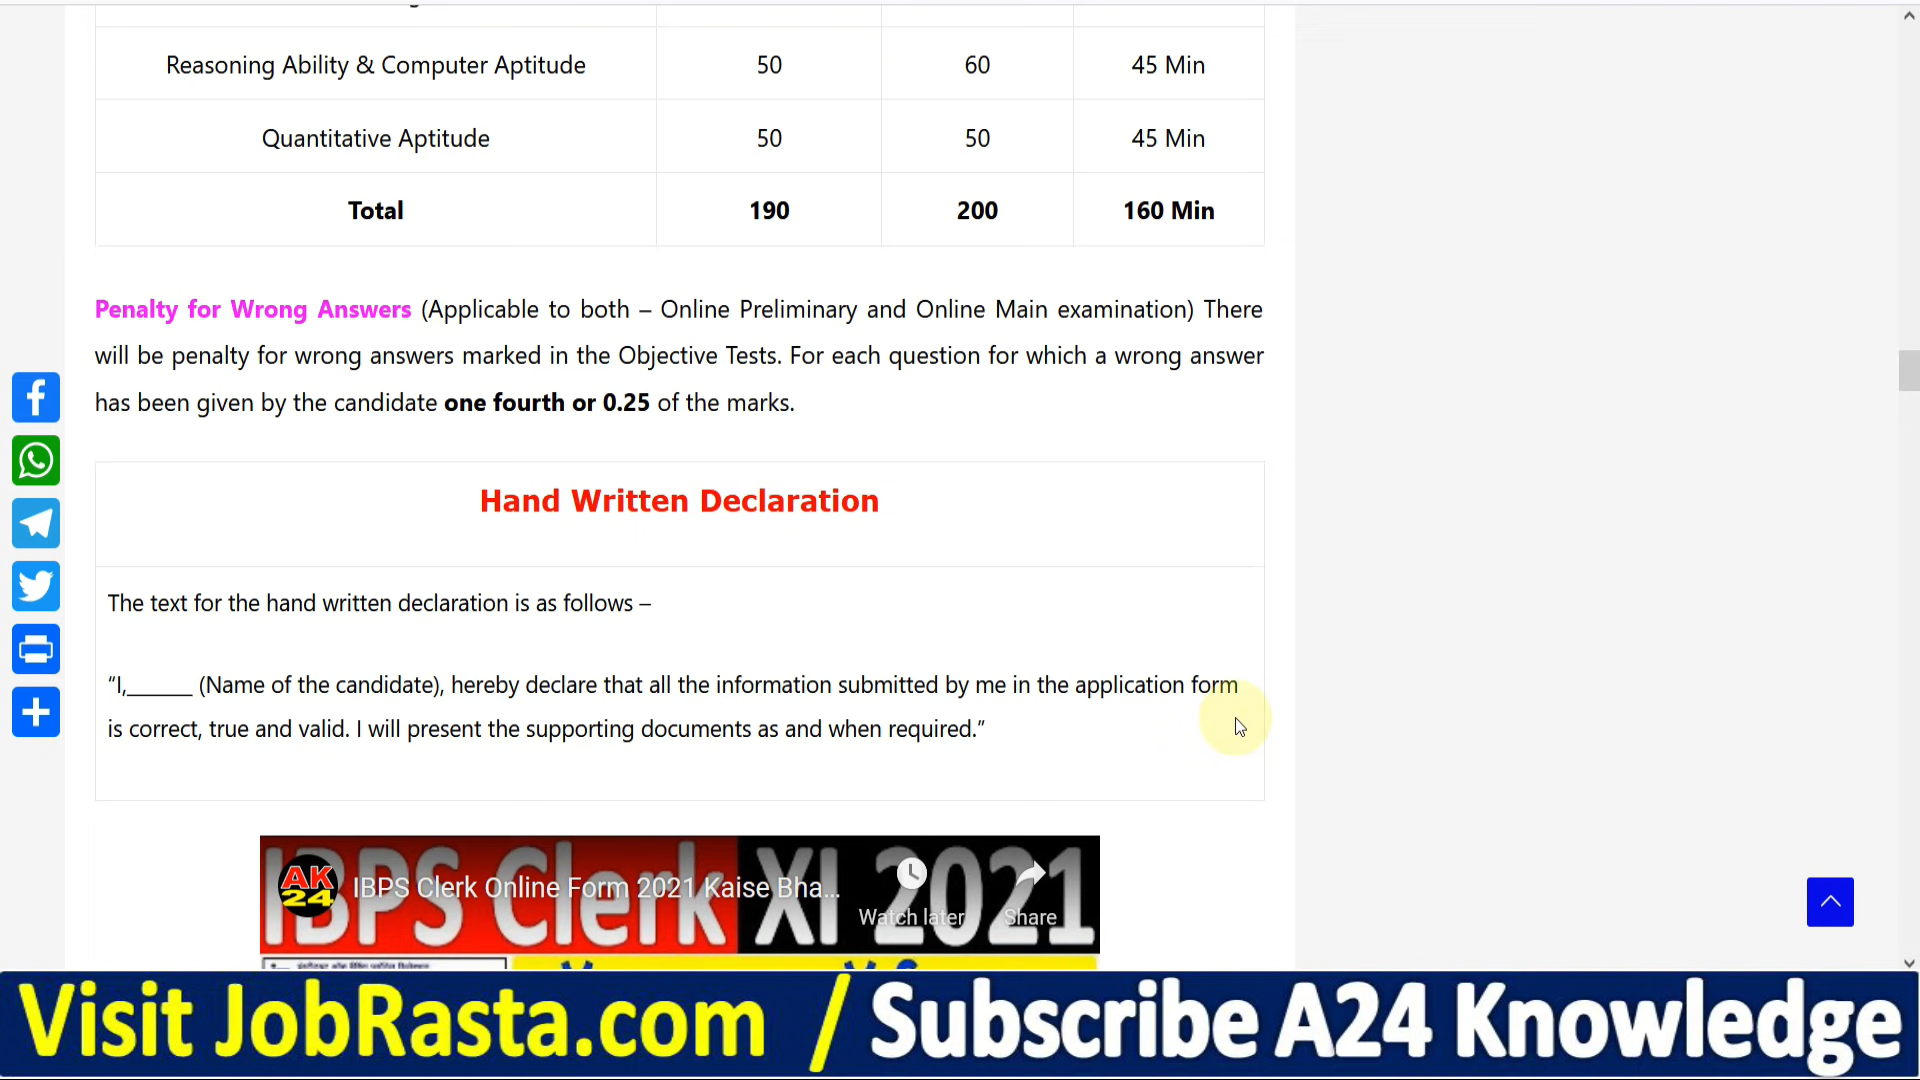 Reasoning Ability & Computer Aptitude 50 60 45 Min
Quantitative Aptitude 50 50 45 Min
Total 190 200 160 Min
Penalty for Wrong Answers (Applicable to both – Online Preliminary and Online Main examination) There
will be penalty for wrong answers marked in the Objective Tests. For each question for which a wrong answer
has been given by the candidate one fourth or 0.25 of the marks.
Hand Written Declaration
The text for the hand written declaration is as follows –
“I,______ (Name of the candidate), hereby declare that all the information submitted by me in the application form
is correct, true and valid. I will present the supporting documents as and when required.”
IBPS Clerk XI 2021
AK
24
IBPS Clerk Online Form 2021 Kaise Bha...
Watch later
Share
Visit JobRasta.com / Subscribe A24 Knowledge